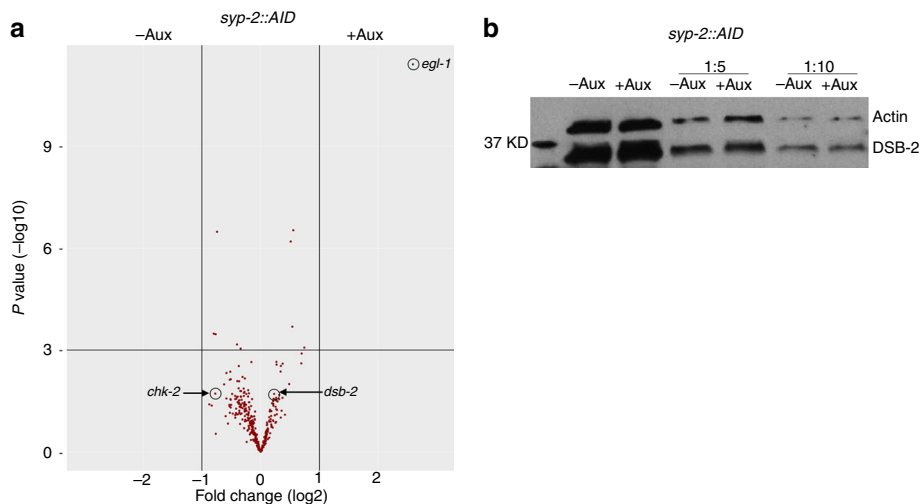 a
syp-2::AID
–Aux
+Aux
egl-1
9
6
3
0
chk-2
dsb-2
P value (–log10)
–2
–1
0
1
2
Fold change (log2)
b
syp-2::AID
1:5
1:10
–Aux
+Aux
–Aux
+Aux
–Aux
+Aux
37 KD
Actin
DSB-2